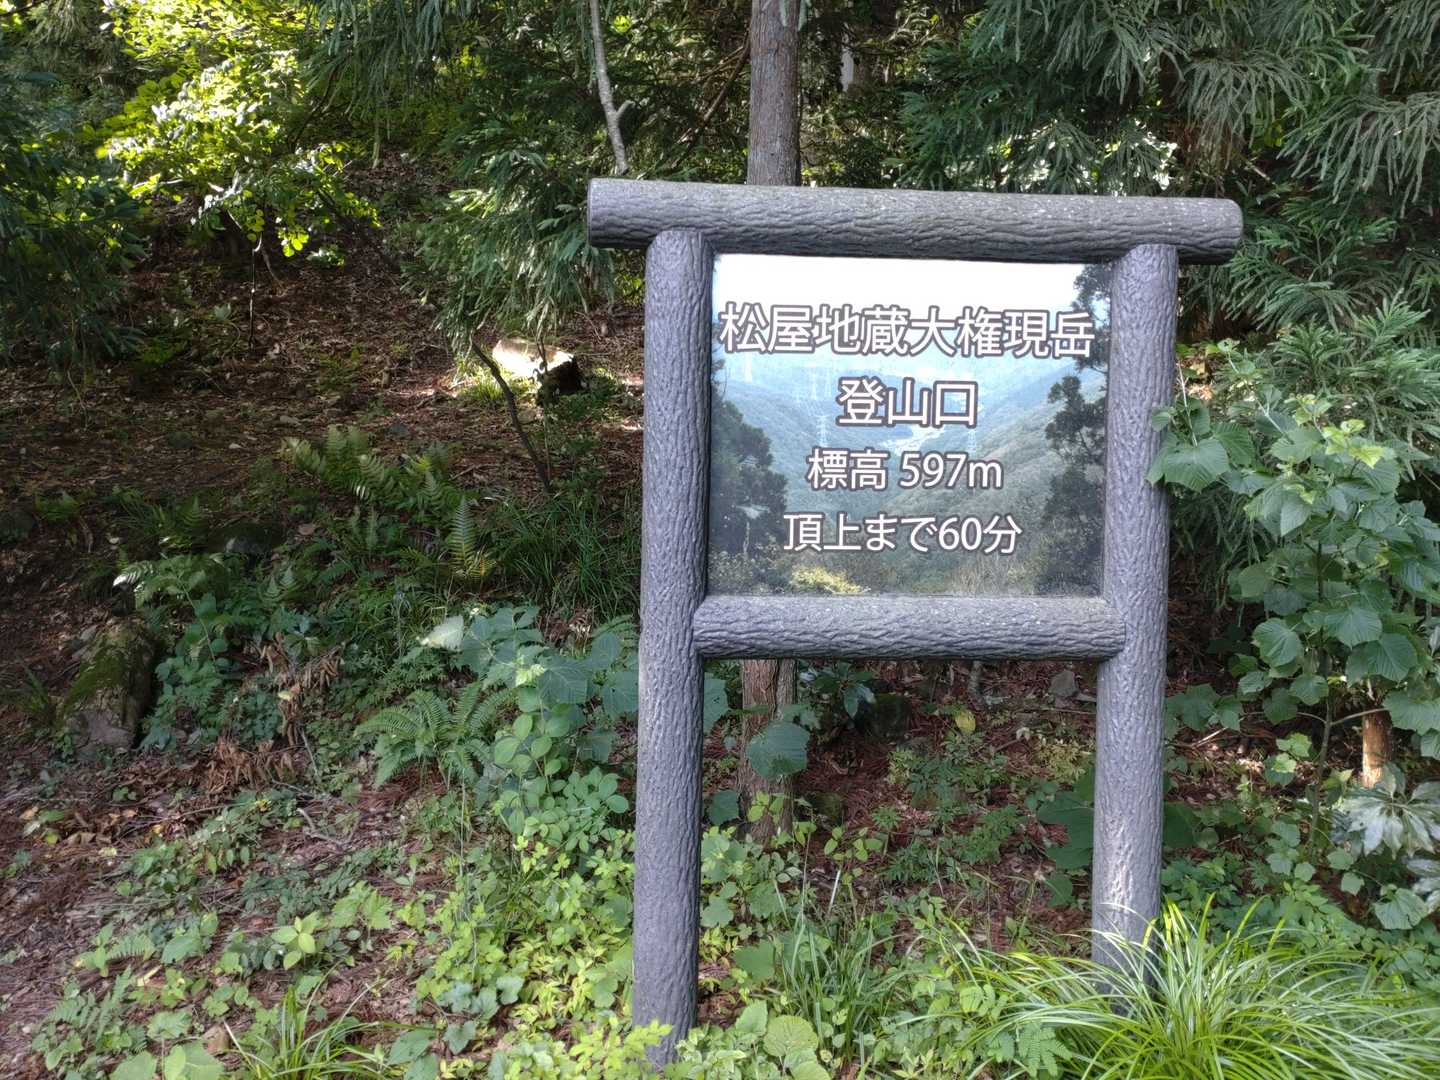 松屋地蔵大権現岳
登山口
標高 597m
頂上まで60分